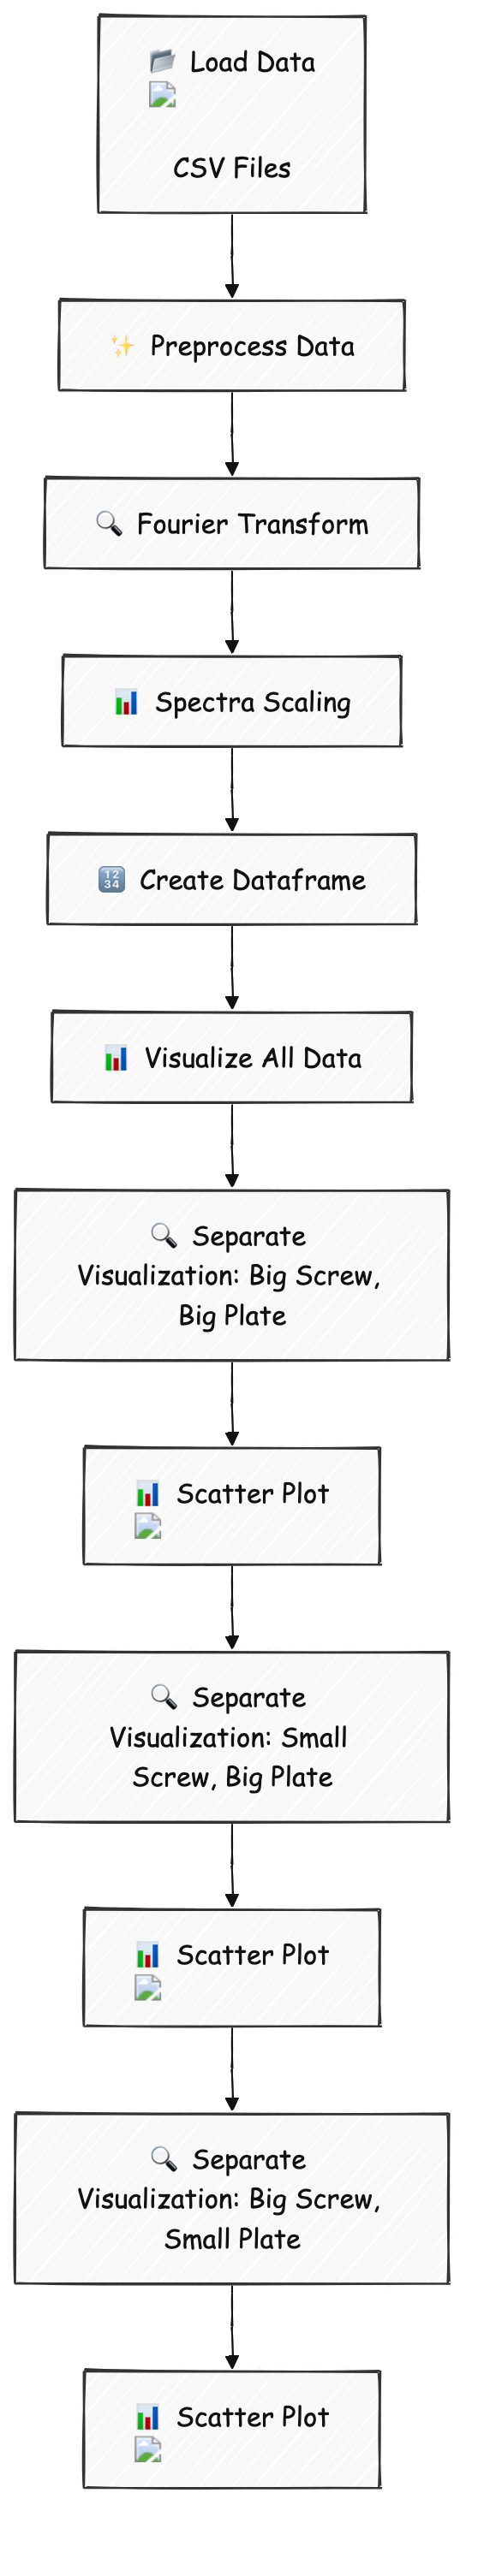 Load Data
CSV Files
Preprocess Data
Fourier Transform
Spectra Scaling
1234 Create Dataframe
Visualize All Data
Separate
Visualization: Big Screw,
Big Plate
Scatter Plot
Separate
Visualization: Small
Screw, Big Plate
Scatter Plot
Separate
Visualization: Big Screw,
Small Plate
Scatter Plot